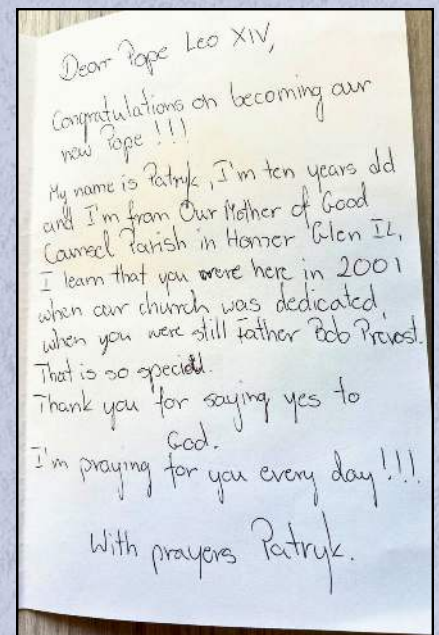 Dear Pope Leo XIV,
Congratulations on becoming our
new Pope !!!
My name is Patryk, I'm ten years old
and I'm from Our Mother of Good
Counsel Parish in Homer Glen IL,
I learn that you were here in 2001
when our church was dedicated,
when you were still Father Bob Prevost.
That is so special.
Thank you for saying yes to
God.
I'm praying for you every day!!!
With prayers Patryk.